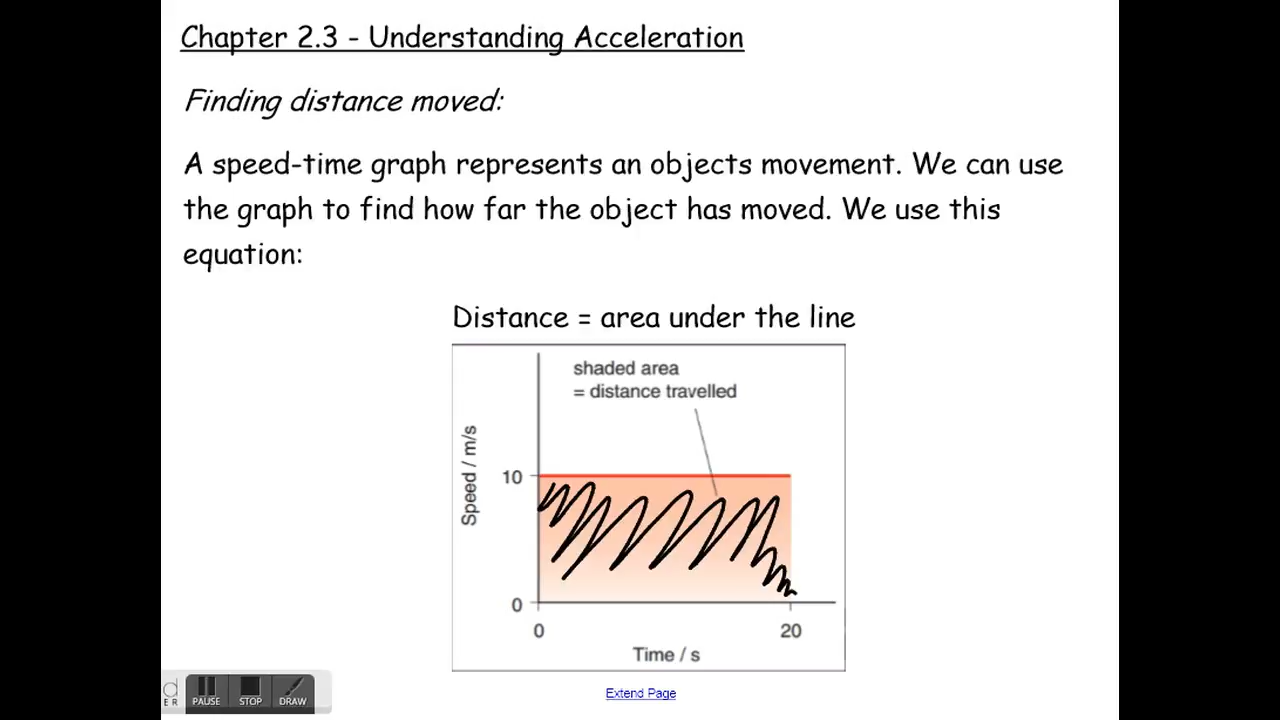 Chapter 2.3 - Understanding Acceleration
Finding distance moved:
A speed-time graph represents an objects movement. We can use
the graph to find how far the object has moved. We use this
equation:
Distance = area under the line
shaded area
= distance travelled
Speed / m/s
10
0
0
20
Time / s
PAUSE
STOP
DRAW
Extend Page